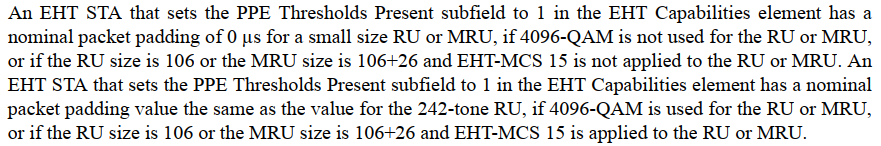 An EHT STA that sets the PPE Thresholds Present subfield to 1 in the EHT Capabilities element has a
nominal packet padding of 0 μs for a small size RU or MRU, if 4096-QAM is not used for the RU or MRU,
or if the RU size is 106 or the MRU size is 106+26 and EHT-MCS 15 is not applied to the RU or MRU. An
EHT STA that sets the PPE Thresholds Present subfield to 1 in the EHT Capabilities element has a nominal
packet padding value the same as the value for the 242-tone RU, if 4096-QAM is used for the RU or MRU,
or if the RU size is 106 or the MRU size is 106+26 and EHT-MCS 15 is applied to the RU or MRU.